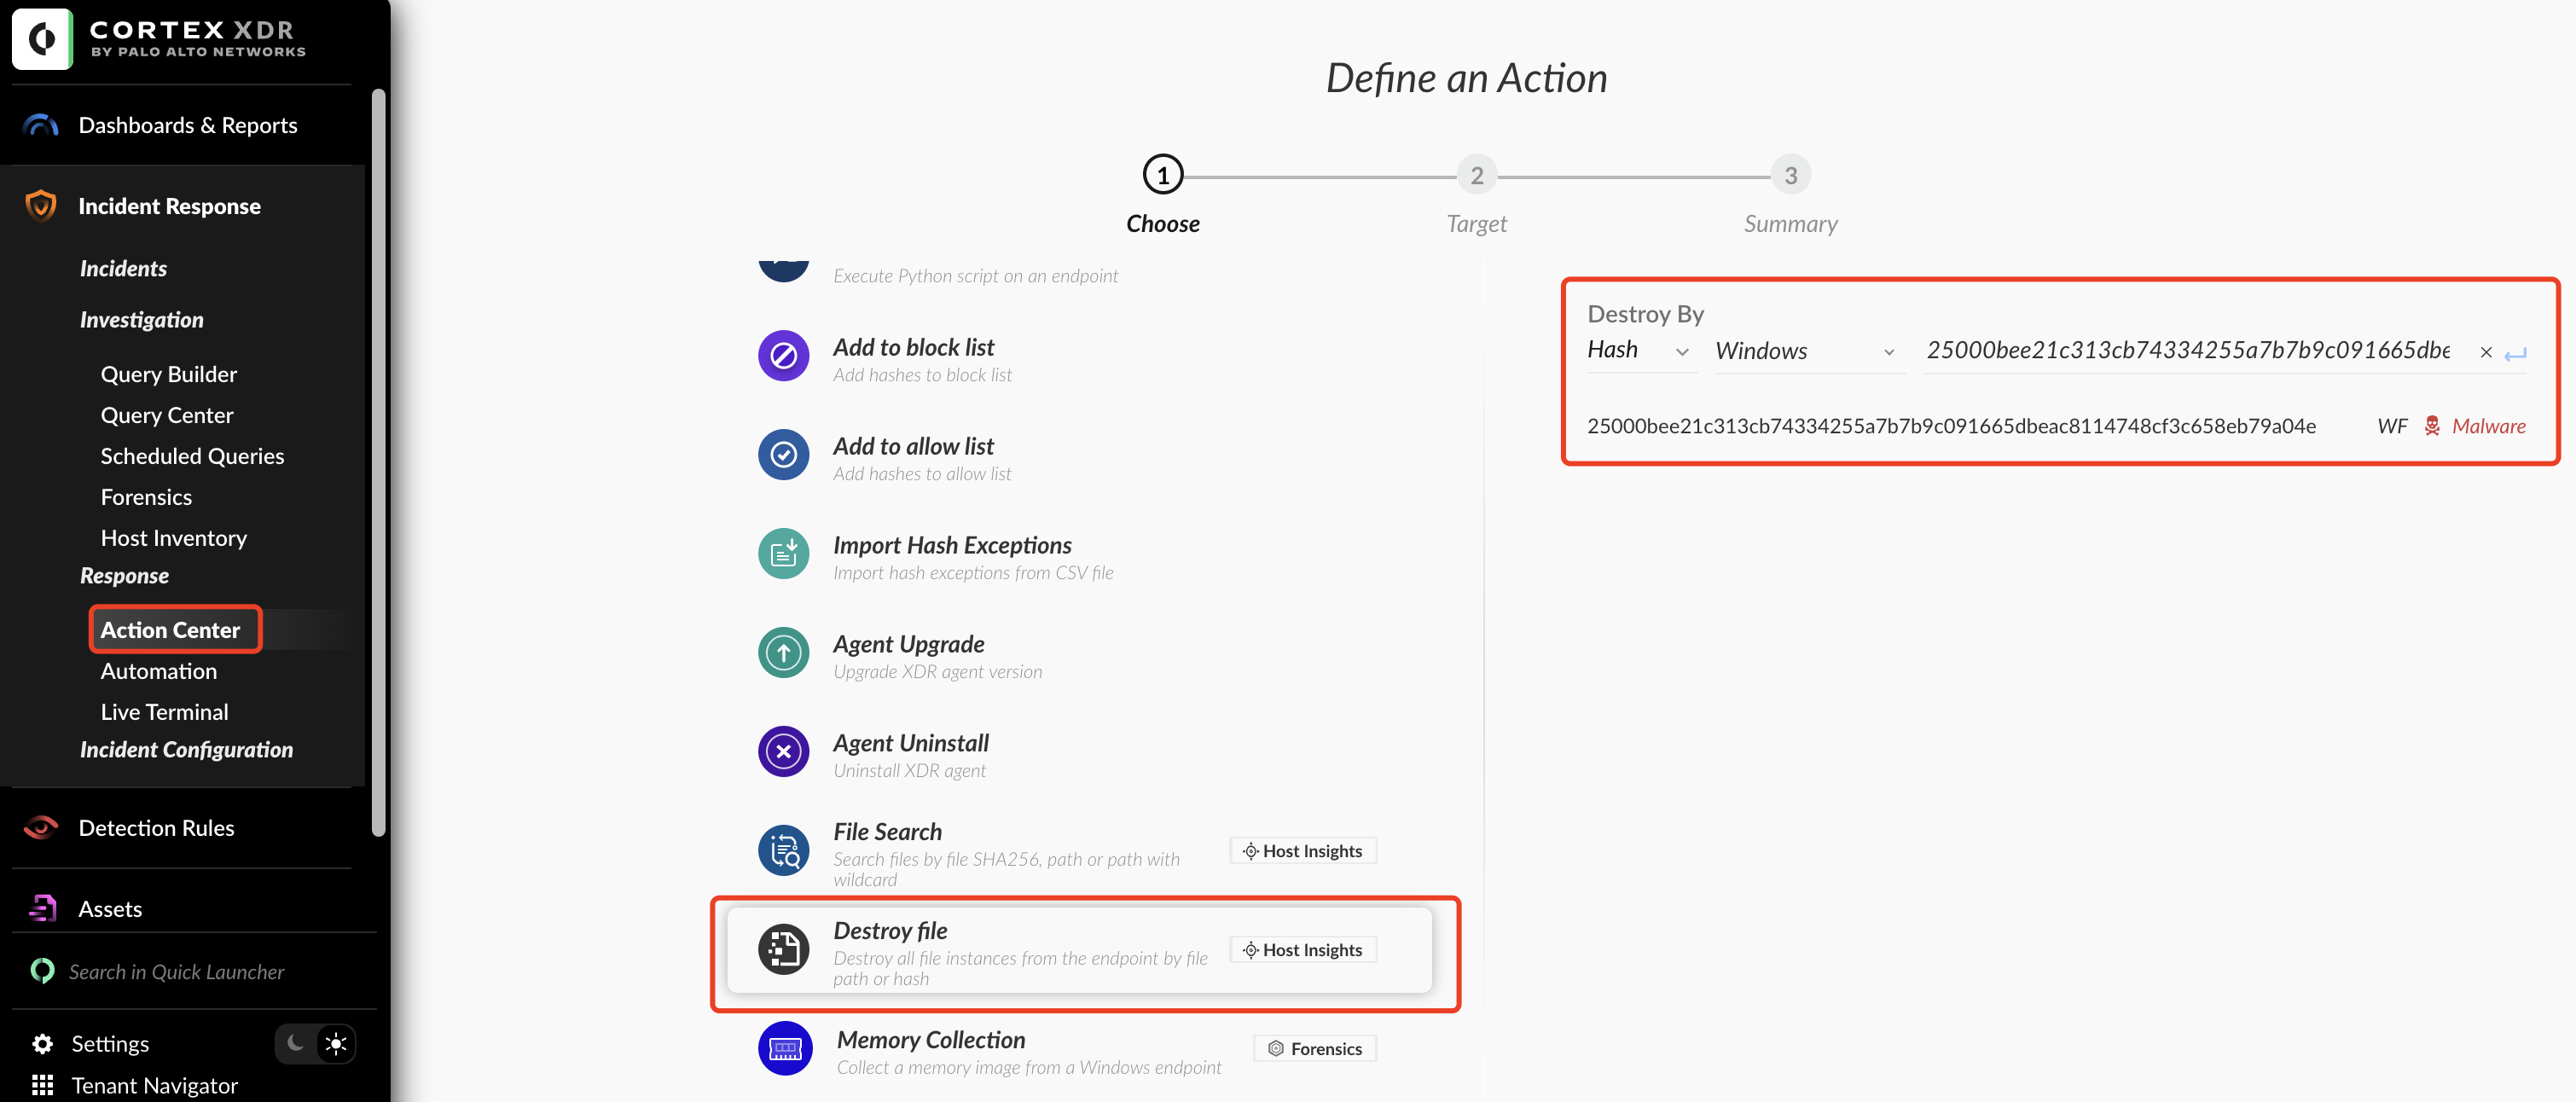 CORTEX XDR
BY PALO ALTO NETWORKS
Dashboards & Reports
Incident Response
Incidents
Investigation
Query Builder
Query Center
Scheduled Queries
Forensics
Host Inventory
Response
Action Center
Automation
Live Terminal
Incident Configuration
Detection Rules
Assets
Search in Quick Launcher
Settings
Tenant Navigator
Define an Action
1
2
3
Choose
Target
Summary
Execute Python script on an endpoint
Add to block list
Add hashes to block list
Add to allow list
Add hashes to allow list
Import Hash Exceptions
Import hash exceptions from CSV file
Agent Upgrade
Upgrade XDR agent version
Agent Uninstall
Uninstall XDR agent
File Search
Search files by file SHA256, path or path with
wildcard
Host Insights
Destroy file
Destroy all file instances from the endpoint by file
path or hash
Host Insights
Memory Collection
Collect a memory image from a Windows endpoint
Forensics
Destroy By
Hash Windows 25000bee21c313cb74334255a7b7b9c091665dbe
25000bee21c313cb74334255a7b7b9c091665dbeac8114748cf3c658eb79a04e WF Malware